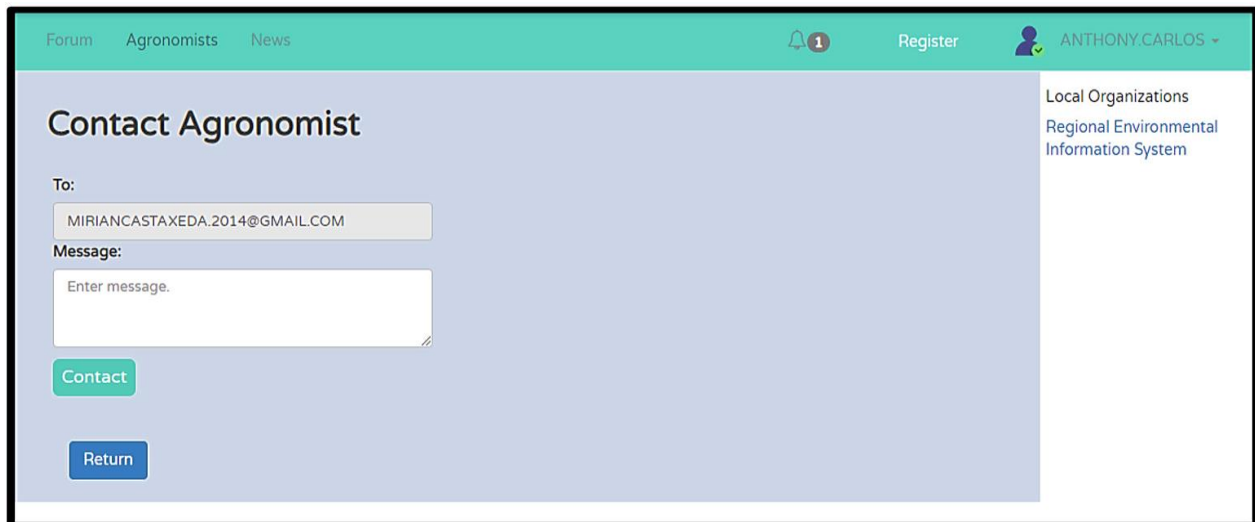 Forum Agronomists News 1 Register ANTHONY.CARLOS
Contact Agronomist
To:
MIRIANCASTAXEDA.2014@GMAIL.COM
Message:
Enter message.
Contact
Return
Local Organizations
Regional Environmental
Information System